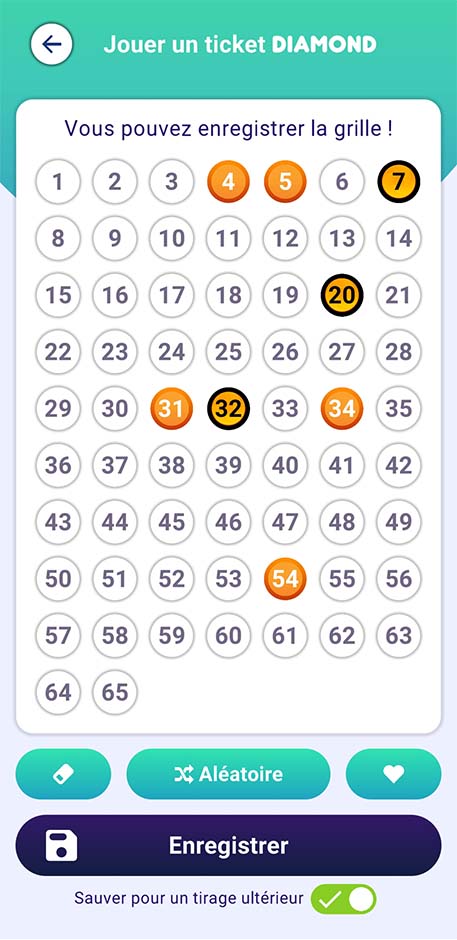 Jouer un ticket DIAMOND
Vous pouvez enregistrer la grille !
1 2 3 4 5 6 7
8 9 10 11 12 13 14
15 16 17 18 19 20 21
22 23 24 25 26 27 28
29 30 31 32 33 34 35
36 37 38 39 40 41 42
43 44 45 46 47 48 49
50 51 52 53 54 55 56
57 58 59 60 61 62 63
64 65
Aléatoire
Enregistrer
Sauver pour un tirage ultérieur